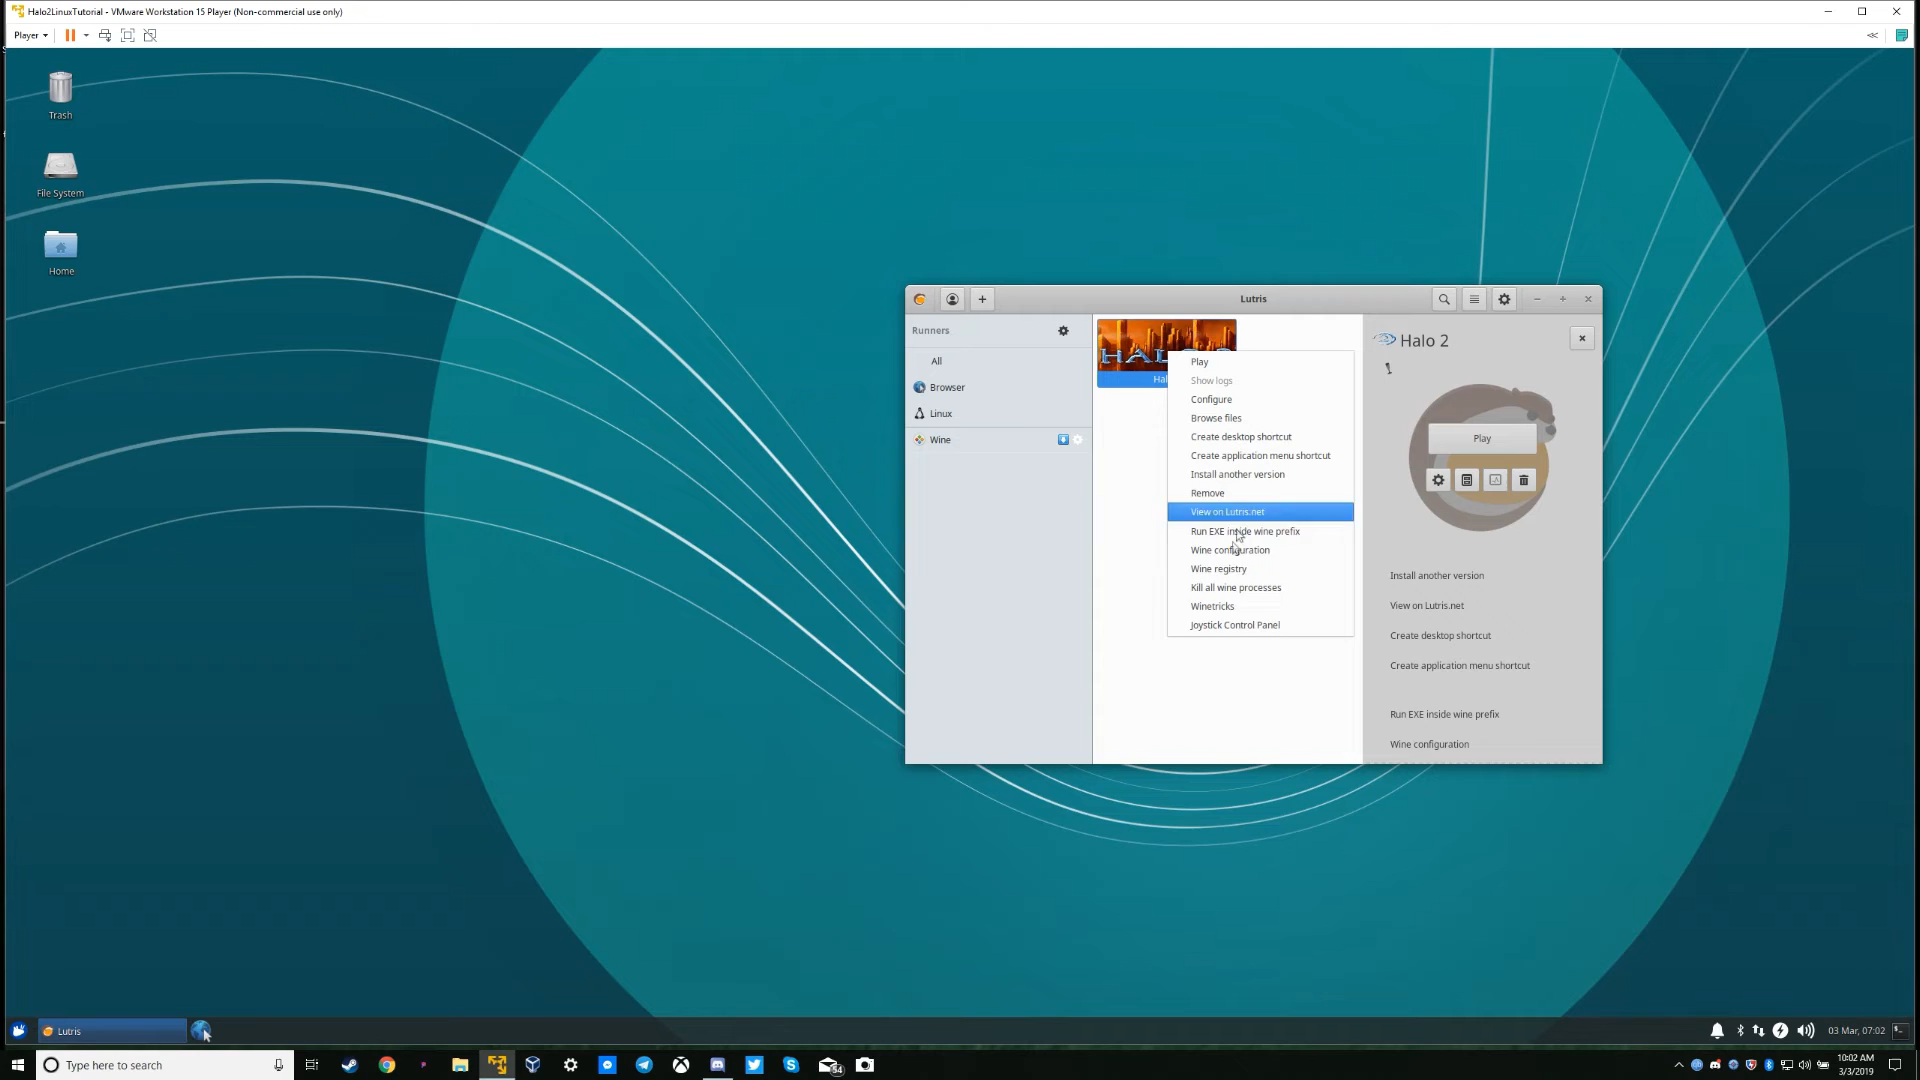 Halo2LinuxTutorial - VMware Workstation 15 Player (Non-commercial use only)
Player
Trash
File System
Home
Lutris
Runners
All
Browser
Linux
Wine
HAL
Hal
Play
Show logs
Configure
Browse files
Create desktop shortcut
Create application menu shortcut
Install another version
Remove
View on Lutris.net
Run EXE inside wine prefix
Wine configuration
Wine registry
Kill all wine processes
Winetricks
Joystick Control Panel
Halo 2
Play
Install another version
View on Lutris.net
Create desktop shortcut
Create application menu shortcut
Run EXE inside wine prefix
Wine configuration
Lutris
03 Mar, 07:02
Type here to search
54
10:02 AM
3/3/2019